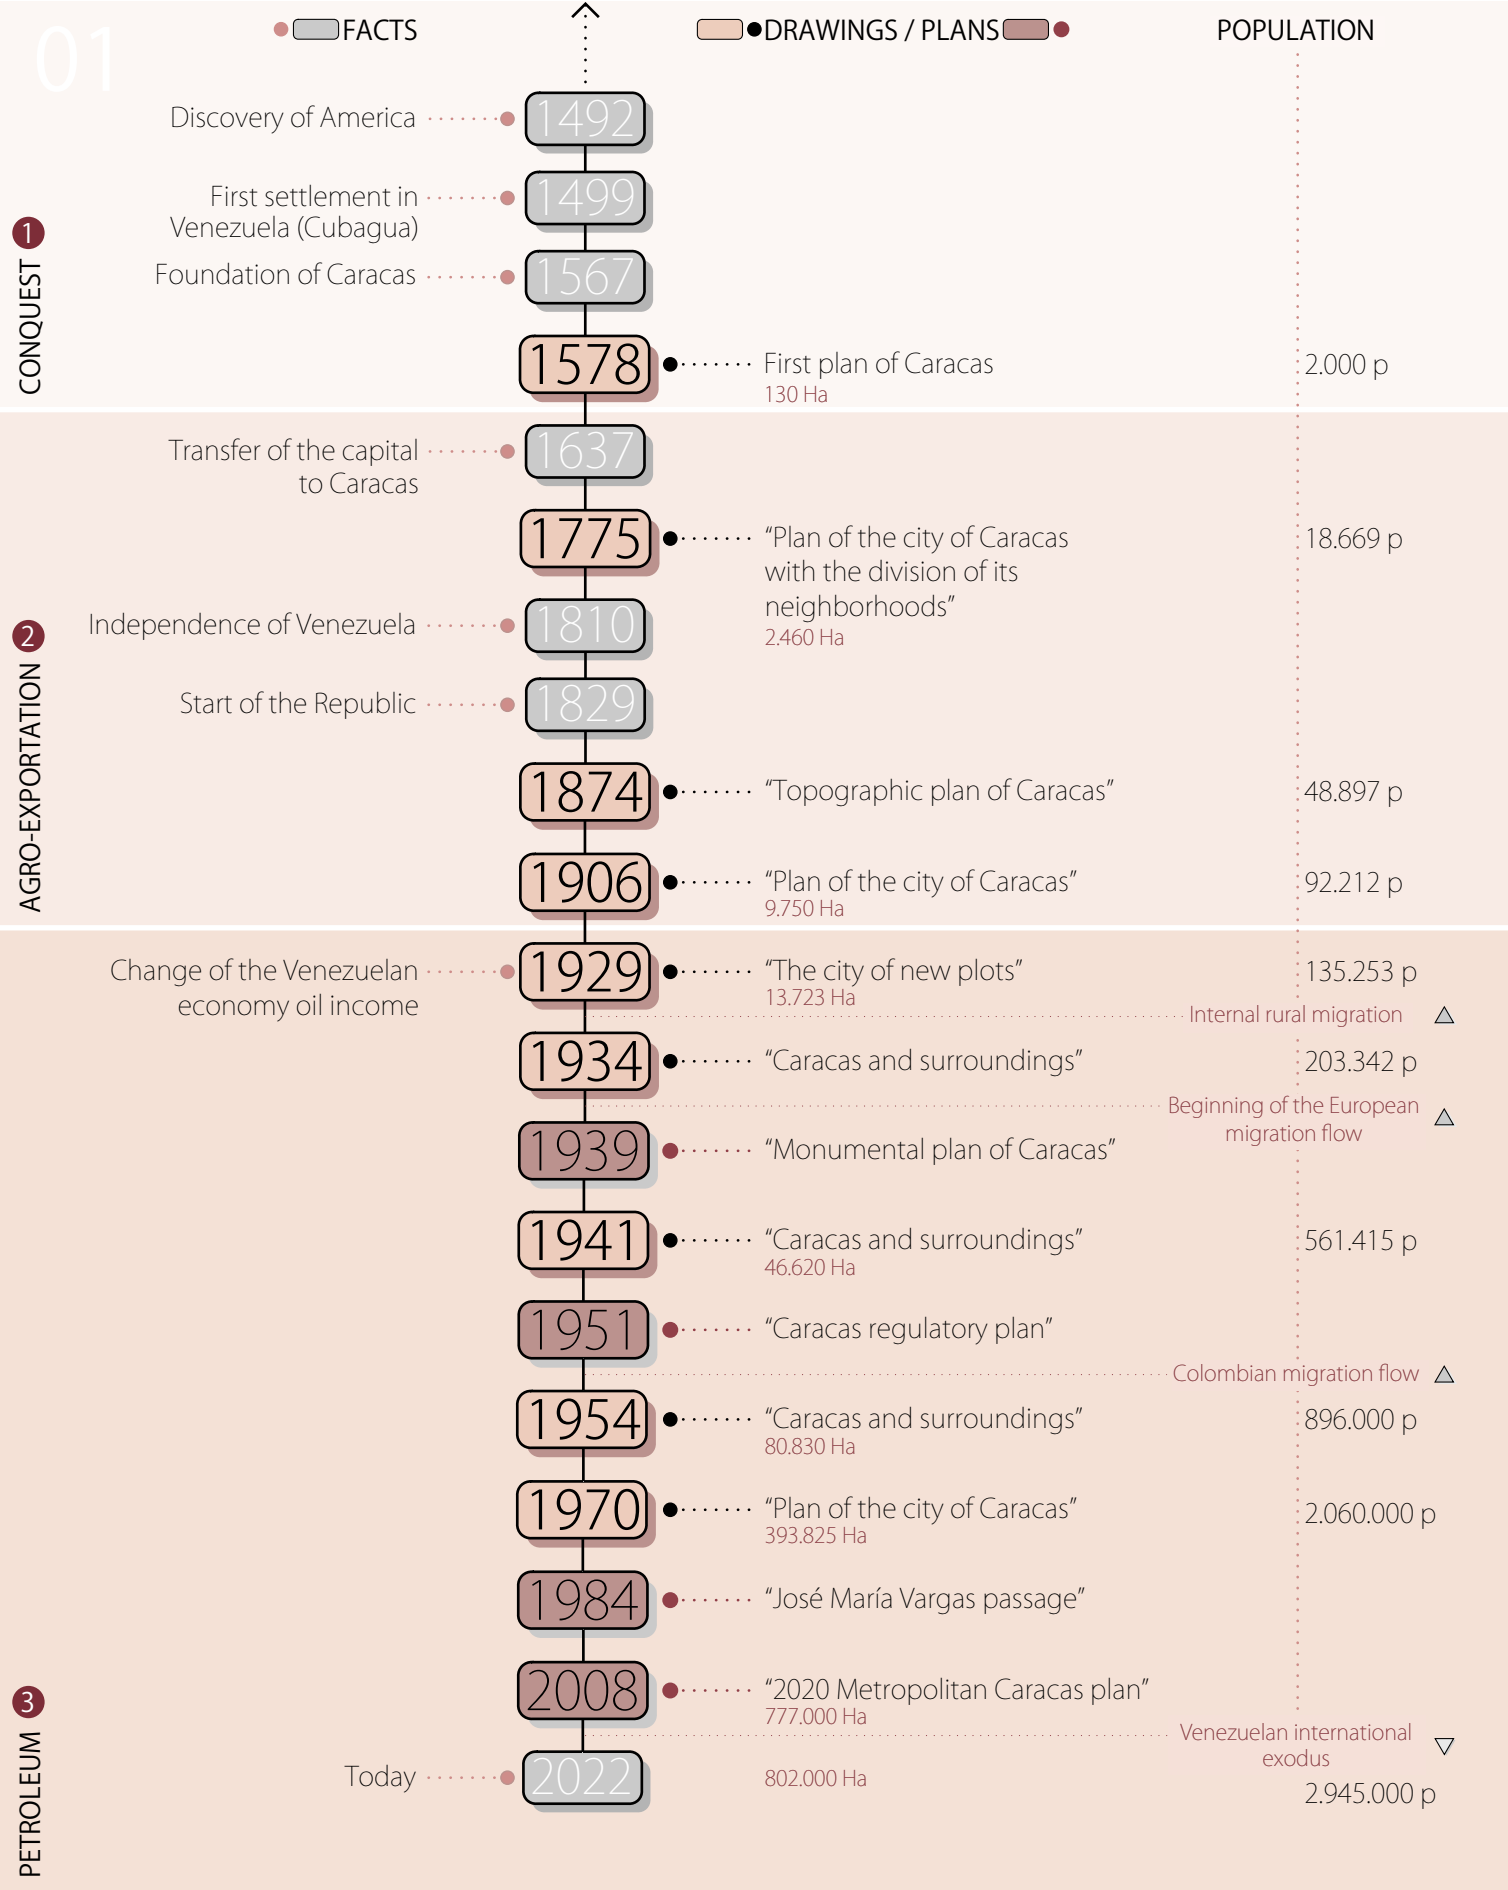 01
FACTS
DRAWINGS / PLANS
POPULATION
1 CONQUEST
Discovery of America
1492
First settlement in
Venezuela (Cubagua)
1499
Foundation of Caracas
1567
1578
First plan of Caracas
130 Ha
2.000 p
2 AGRO-EXPORTATION
Transfer of the capital
to Caracas
1637
1775
“Plan of the city of Caracas
with the division of its
neighborhoods”
2.460 Ha
18.669 p
Independence of Venezuela
1810
Start of the Republic
1829
1874
“Topographic plan of Caracas”
48.897 p
1906
“Plan of the city of Caracas”
9.750 Ha
92.212 p
3 PETROLEUM
Change of the Venezuelan
economy oil income
1929
“The city of new plots”
13.723 Ha
135.253 p
Internal rural migration
1934
“Caracas and surroundings”
203.342 p
Beginning of the European
migration flow
1939
“Monumental plan of Caracas”
1941
“Caracas and surroundings”
46.620 Ha
561.415 p
1951
“Caracas regulatory plan”
Colombian migration flow
1954
“Caracas and surroundings”
80.830 Ha
896.000 p
1970
“Plan of the city of Caracas”
393.825 Ha
2.060.000 p
1984
“José María Vargas passage”
2008
“2020 Metropolitan Caracas plan”
777.000 Ha
Venezuelan international
exodus
Today
2022
802.000 Ha
2.945.000 p